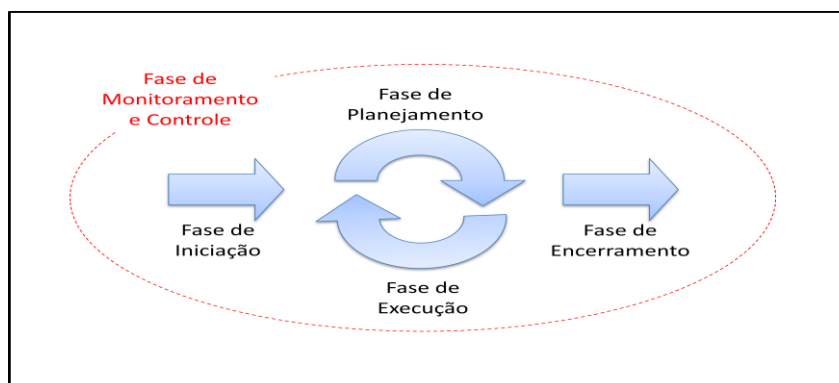 Fase de
Monitoramento
e Controle
Fase de
Planejamento
Fase de
Iniciação
Fase de
Encerramento
Fase de
Execução